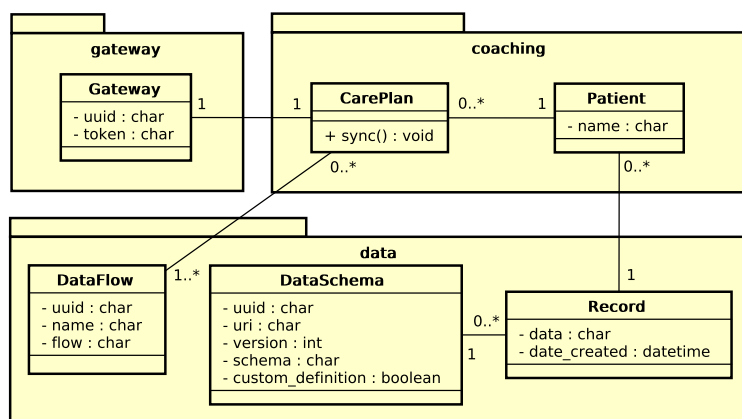 gateway
Gateway
- uuid : char
- token : char
1
1
coaching
CarePlan
+ sync() : void
0..*
1
Patient
- name : char
0..*
0..*
1
1..*
data
DataFlow
- uuid : char
- name : char
- flow : char
DataSchema
- uuid : char
- uri : char
- version : int
- schema : char
- custom_definition : boolean
0..*
1
Record
- data : char
- date_created : datetime